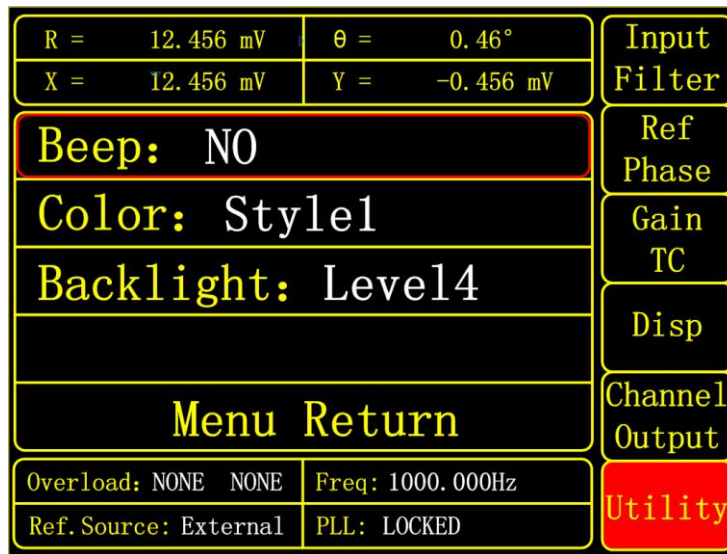 R = 12.456 mV θ = 0.46°
X = 12.456 mV Y = -0.456 mV
Beep: NO
Color: Style1
Backlight: Level4
Menu Return
Overload: NONE NONE Freq: 1000.000Hz
Ref.Source: External PLL: LOCKED
Input
Filter
Ref
Phase
Gain
TC
Disp
Channel
Output
Utility